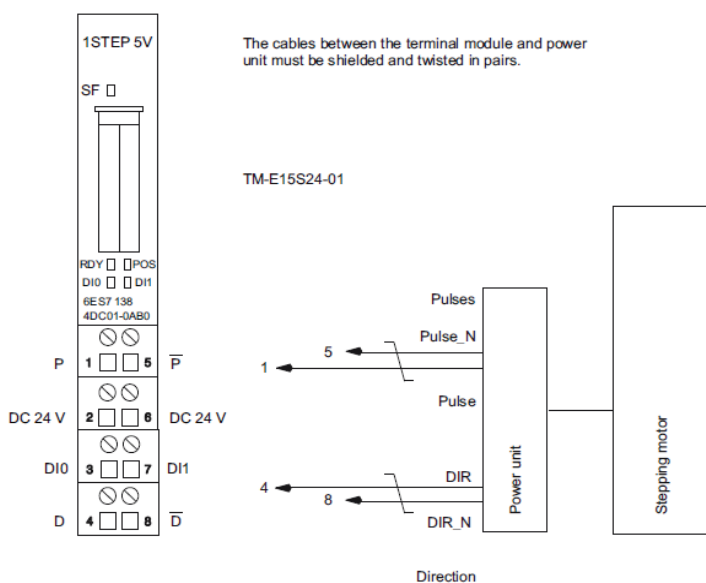 1STEP 5V
The cables between the terminal module and power
unit must be shielded and twisted in pairs.
SF
TM-E15S24-01
RDY POS
DI0 DI1
6ES7 138
4DC01-0AB0
P 1 5 P̅
DC 24 V 2 6 DC 24 V
DI0 3 7 DI1
D 4 8 D̅
Pulses
Pulse_N
5
1
Pulse
DIR
4
8
DIR_N
Direction
Power unit
Stepping motor